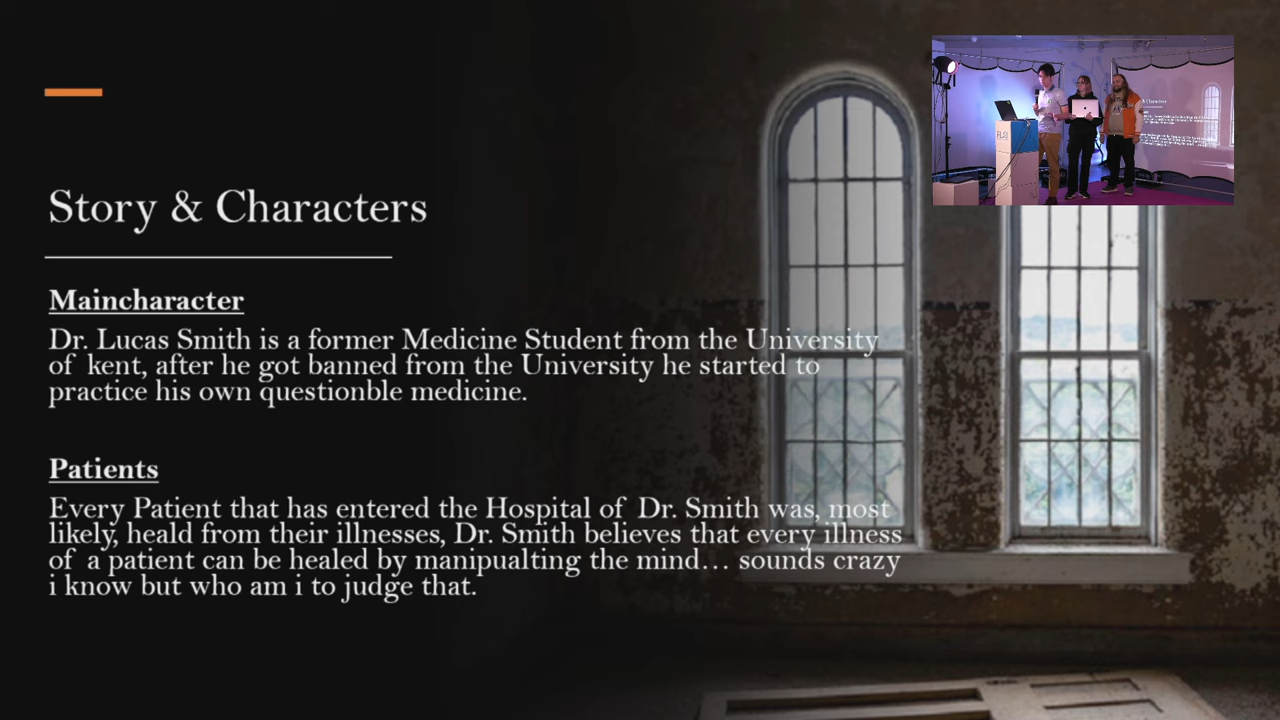 Story & Characters
Maincharacter
Dr. Lucas Smith is a former Medicine Student from the University
of kent, after he got banned from the University he started to
practice his own questionble medicine.
Patients
Every Patient that has entered the Hospital of Dr. Smith was, most
likely, heald from their illnesses, Dr. Smith believes that every illness
of a patient can be healed by manipualting the mind... sounds crazy
i know but who am i to judge that.